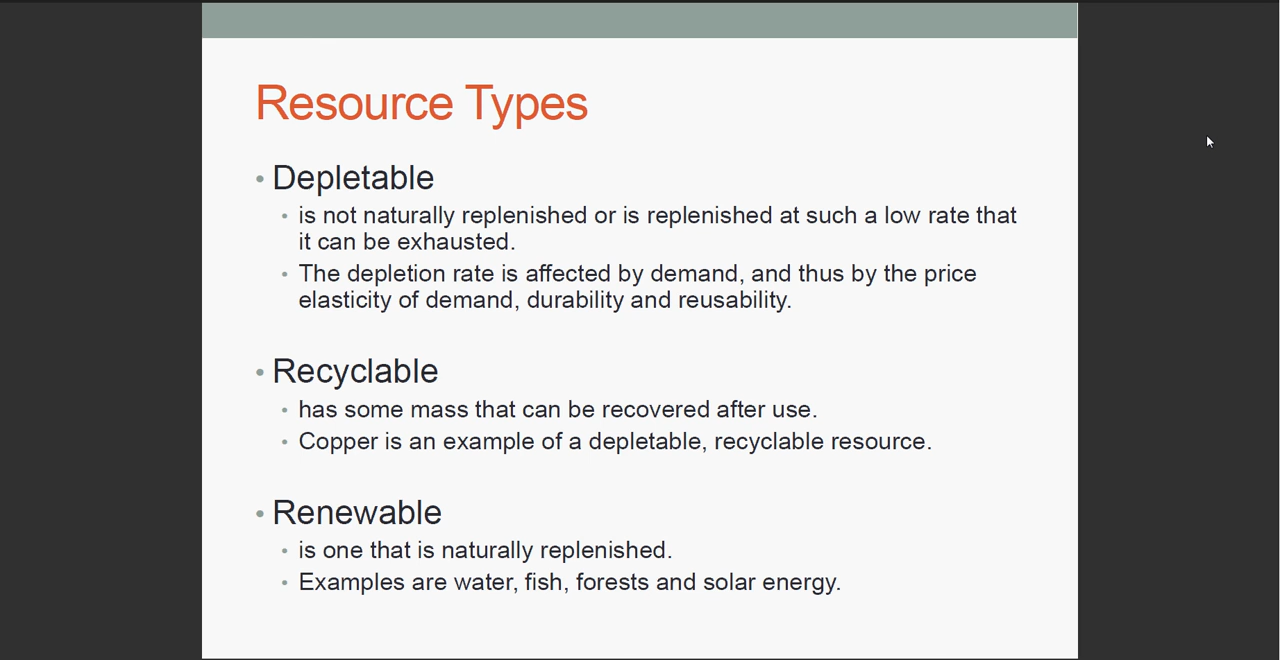 Resource Types
• Depletable
• is not naturally replenished or is replenished at such a low rate that
it can be exhausted.
• The depletion rate is affected by demand, and thus by the price
elasticity of demand, durability and reusability.
• Recyclable
• has some mass that can be recovered after use.
• Copper is an example of a depletable, recyclable resource.
• Renewable
• is one that is naturally replenished.
• Examples are water, fish, forests and solar energy.